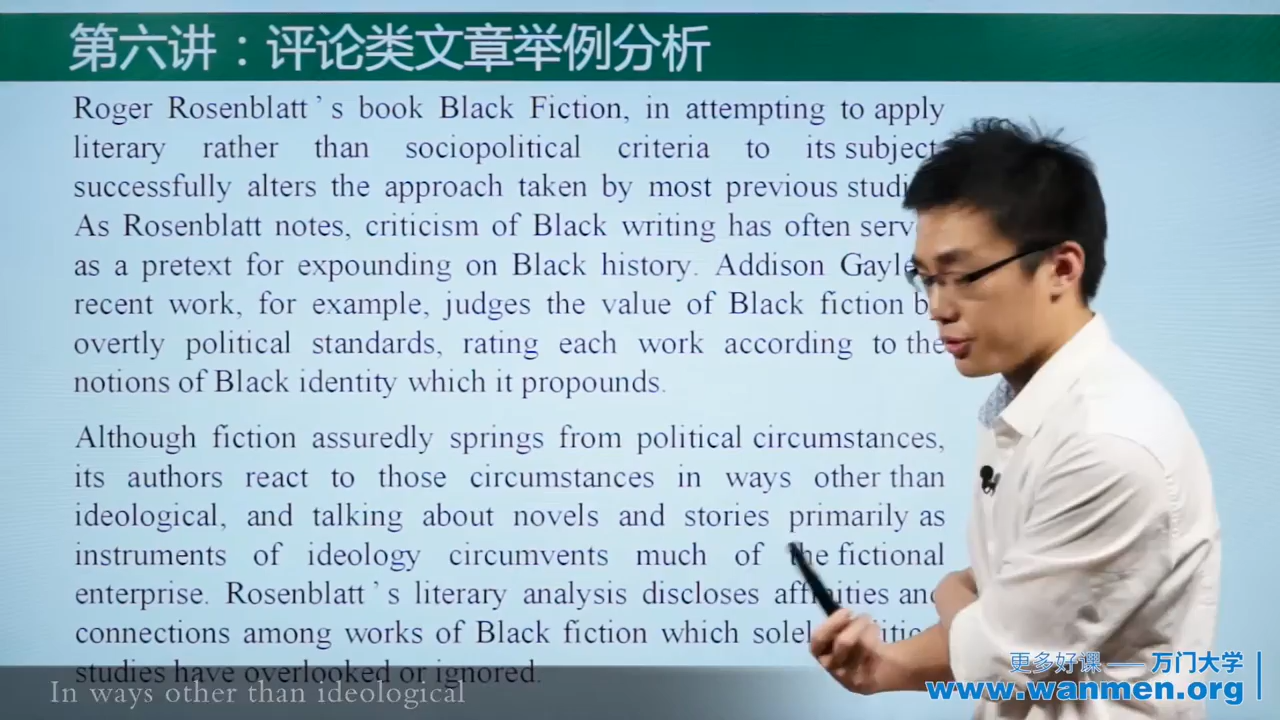 第六讲：评论类文章举例分析
Roger Rosenblatt's book Black Fiction, in attempting to apply
literary rather than sociopolitical criteria to its subject
successfully alters the approach taken by most previous
As Rosenblatt notes, criticism of Black writing has often
as a pretext for expounding on Black history. Addison
recent work, for example, judges the value of Black fiction
overtly political standards, rating each work according to the
notions of Black identity which it propounds.
Although fiction assuredly springs from political circumstances,
its authors react to those circumstances in ways other than
ideological, and talking about novels and stories primarily as
instruments of ideology circumvents much of the fictional
enterprise. Rosenblatt's literary analysis discloses affinities and
connections among works of Black fiction which
studies have overlooked or ignored.
In ways other than ideological
更多好课 —— 万门大学
www.wanmen.org